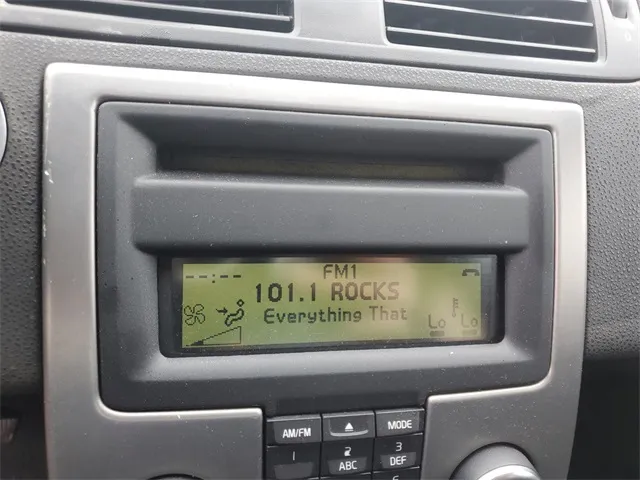 FM1
--:--
101.1 ROCKS
Everything That
Lo Lo
AM/FM
MODE
1
2
ABC
3
DEF